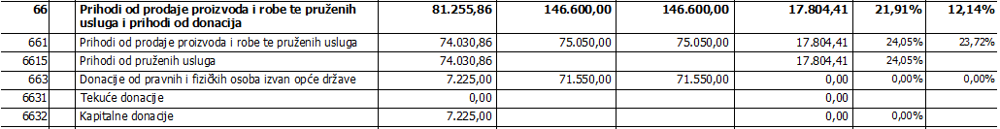 66 Prihodi od prodaje proizvoda i robe te pruženih usluga i prihodi od donacija 81.255,86 146.600,00 146.600,00 17.804,41 21,91% 12,14%
661 Prihodi od prodaje proizvoda i robe te pruženih usluga 74.030,86 75.050,00 75.050,00 17.804,41 24,05% 23,72%
6615 Prihodi od pruženih usluga 74.030,86 17.804,41 24,05%
663 Donacije od pravnih i fizičkih osoba izvan opće države 7.225,00 71.550,00 71.550,00 0,00 0,00% 0,00%
6631 Tekuće donacije 0,00 0,00
6632 Kapitalne donacije 7.225,00 0,00 0,00%